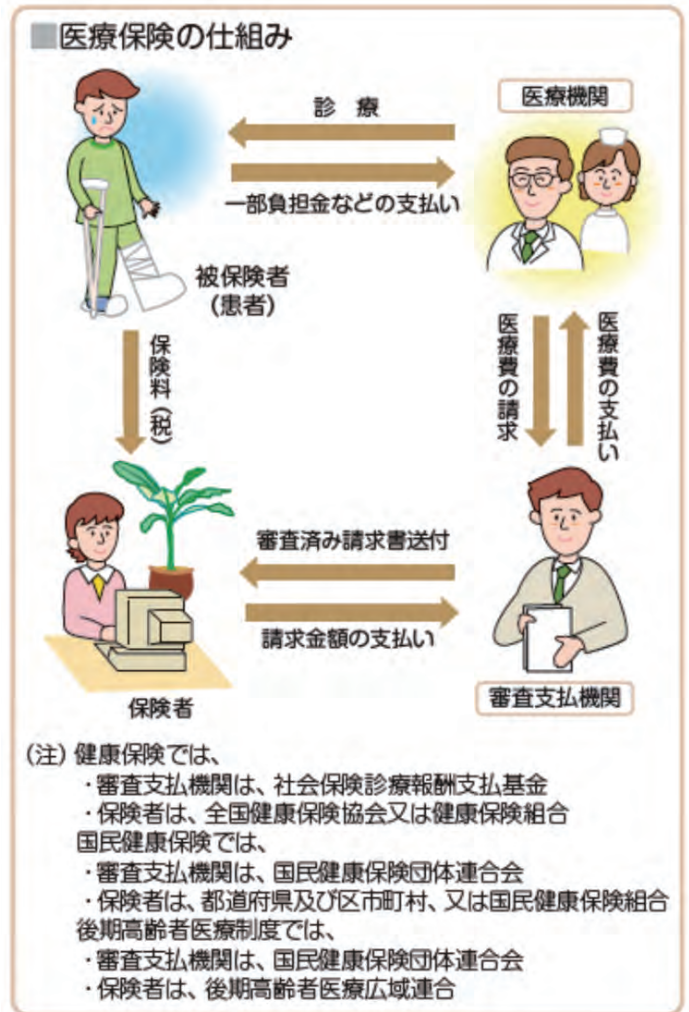 ■医療保険の仕組み
医療機関
診 療
一部負担金などの支払い
被保険者
(患者)
保険料(税)
医療費の請求
医療費の支払い
審査済み請求書送付
請求金額の支払い
保険者
審査支払機関
(注) 健康保険では、
・審査支払機関は、社会保険診療報酬支払基金
・保険者は、全国健康保険協会又は健康保険組合
国民健康保険では、
・審査支払機関は、国民健康保険団体連合会
・保険者は、都道府県及び区市町村、又は国民健康保険組合
後期高齢者医療制度では、
・審査支払機関は、国民健康保険団体連合会
・保険者は、後期高齢者医療広域連合